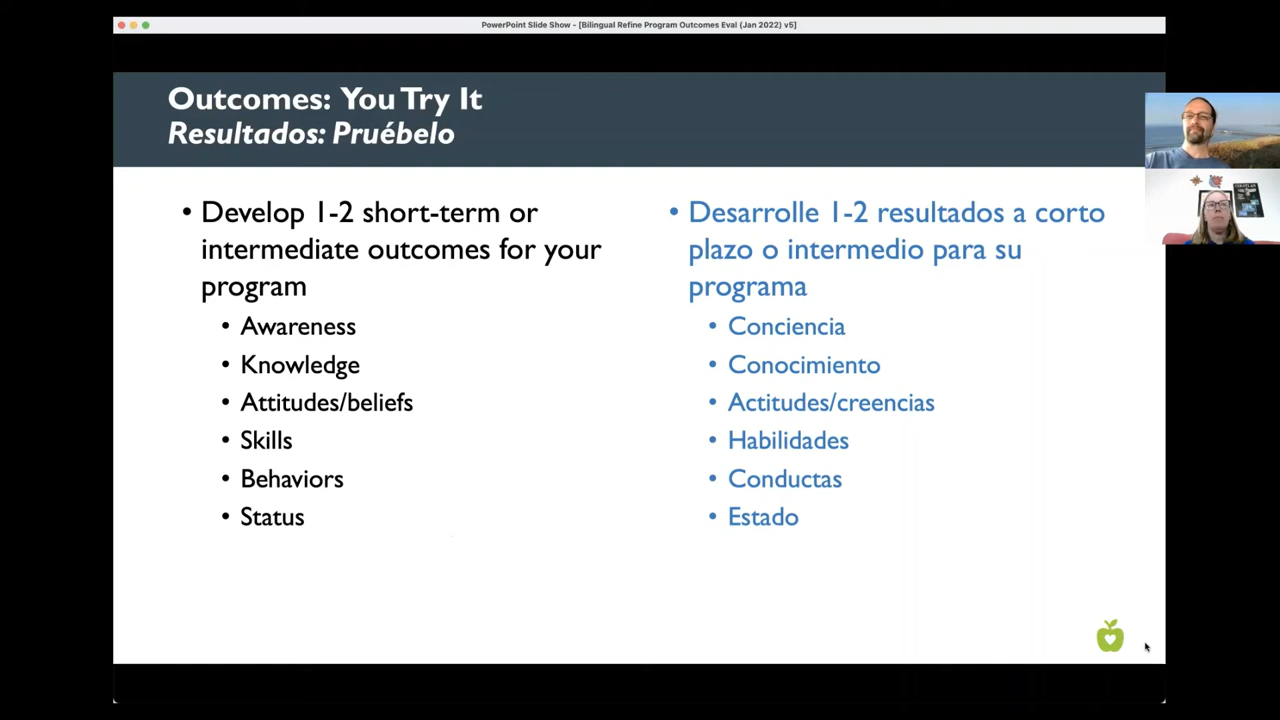 PowerPoint Slide Show - [Bilingual Refine Program Outcomes Eval (Jan 2022) v5]
Outcomes: You Try It
Resultados: Pruébelo
• Develop 1-2 short-term or
intermediate outcomes for your
program
• Awareness
• Knowledge
• Attitudes/beliefs
• Skills
• Behaviors
• Status
• Desarrolle 1-2 resultados a corto
plazo o intermedio para su
programa
• Conciencia
• Conocimiento
• Actitudes/creencias
• Habilidades
• Conductas
• Estado